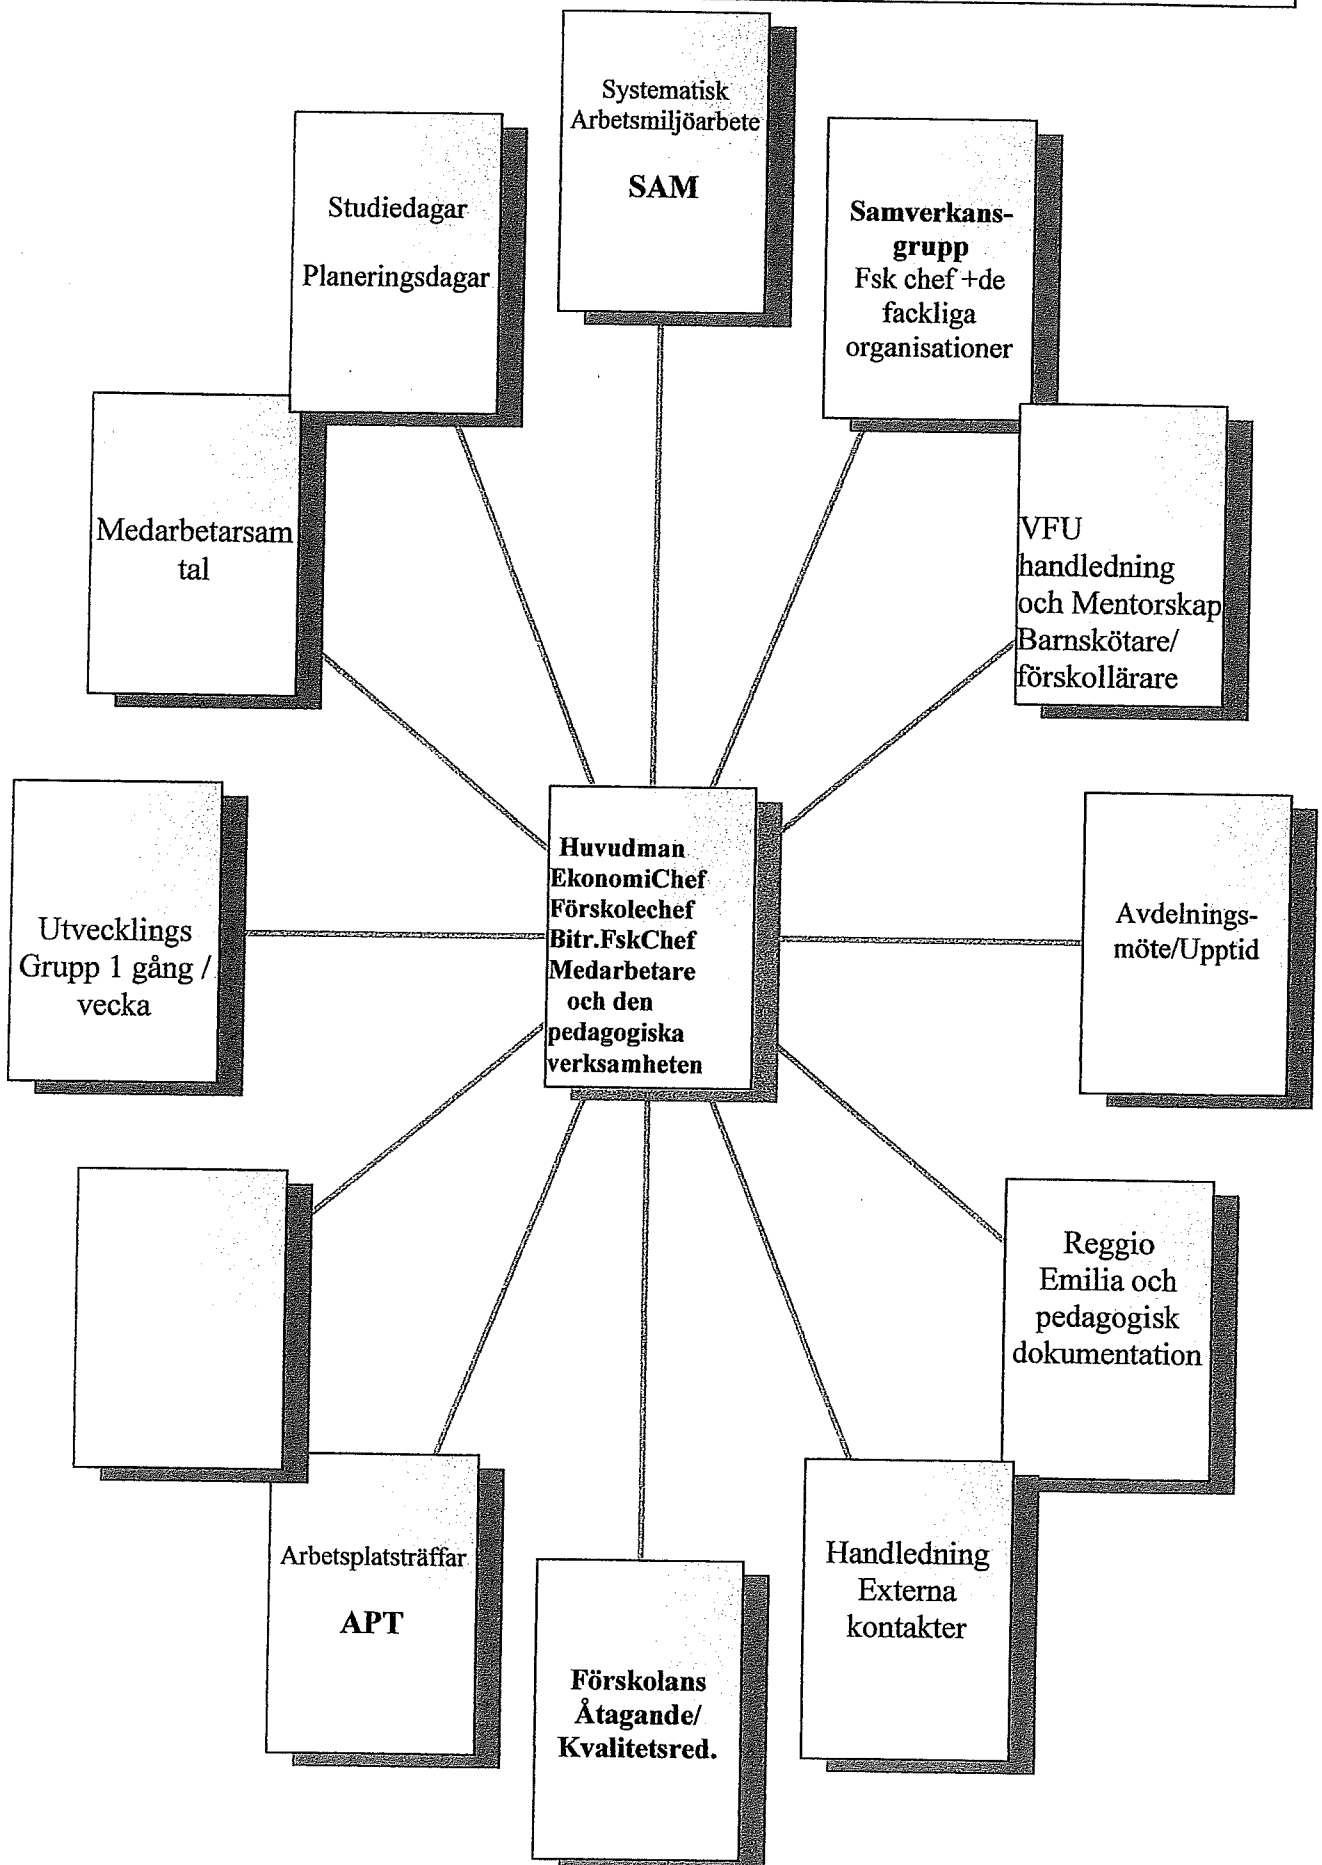 Systematisk
Arbetsmiljöarbete
SAM
Studiedagar
Planeringsdagar
Samverkans-
grupp
Fsk chef +de
fackliga
organisationer
Medarbetarsam
tal
VFU
handledning
och Mentorskap
Barnskötare/
förskollärare
Huvudman
EkonomiChef
Förskolechef
Bitr.FskChef
Medarbetare
och den
pedagogiska
verksamheten
Utvecklings
Grupp 1 gång /
vecka
Avdelnings-
möte/Upptid
Reggio
Emilia och
pedagogisk
dokumentation
Arbetsplatsträffar
APT
Handledning
Externa
kontakter
Förskolans
Åtagande/
Kvalitetsred.